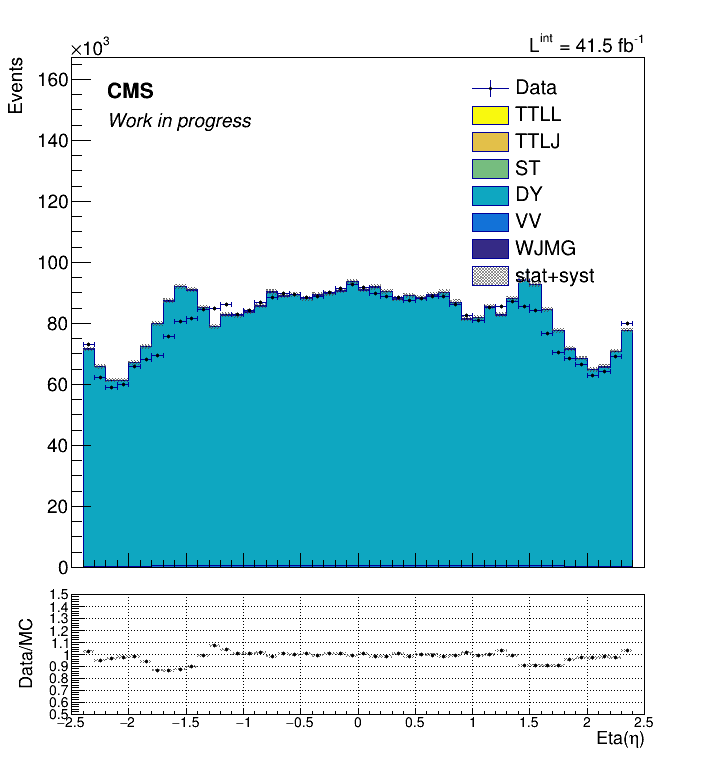 ×10³
L^int = 41.5 fb⁻¹
Events
160
140
120
100
80
60
40
20
0
CMS
Work in progress
Data
TTLL
TTLJ
ST
DY
VV
WJMG
stat+syst
Data/MC
1.5
1.4
1.3
1.2
1.1
1
0.9
0.8
0.7
0.6
0.5
−2.5 −2 −1.5 −1 −0.5 0 0.5 1 1.5 2 2.5
Eta(η)